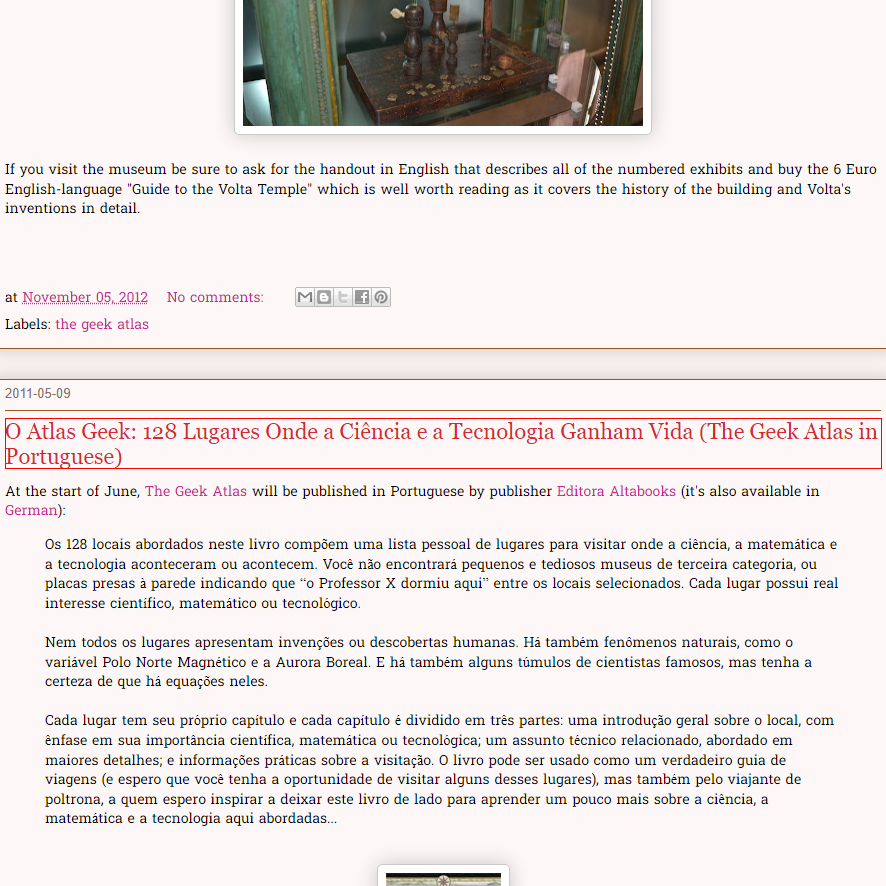 If you visit the museum be sure to ask for the handout in English that describes all of the numbered exhibits and buy the 6 Euro
English-language "Guide to the Volta Temple" which is well worth reading as it covers the history of the building and Volta's
inventions in detail.
at November 05, 2012 No comments:
Labels: the geek atlas
2011-05-09
O Atlas Geek: 128 Lugares Onde a Ciência e a Tecnologia Ganham Vida (The Geek Atlas in
Portuguese)
At the start of June, The Geek Atlas will be published in Portuguese by publisher Editora Altabooks (it's also available in
German):
Os 128 locais abordados neste livro compõem uma lista pessoal de lugares para visitar onde a ciência, a matemática e
a tecnologia aconteceram ou acontecem. Você não encontrará pequenos e tediosos museus de terceira categoria, ou
placas presas à parede indicando que “o Professor X dormiu aqui” entre os locais selecionados. Cada lugar possui real
interesse científico, matemático ou tecnológico.
Nem todos os lugares apresentam invenções ou descobertas humanas. Há também fenômenos naturais, como o
variável Polo Norte Magnético e a Aurora Boreal. E há também alguns túmulos de cientistas famosos, mas tenha a
certeza de que há equações neles.
Cada lugar tem seu próprio capítulo e cada capítulo é dividido em três partes: uma introdução geral sobre o local, com
ênfase em sua importância científica, matemática ou tecnológica; um assunto técnico relacionado, abordado em
maiores detalhes; e informações práticas sobre a visitação. O livro pode ser usado como um verdadeiro guia de
viagens (e espero que você tenha a oportunidade de visitar alguns desses lugares), mas também pelo viajante de
poltrona, a quem espero inspirar a deixar este livro de lado para aprender um pouco mais sobre a ciência, a
matemática e a tecnologia aqui abordadas...